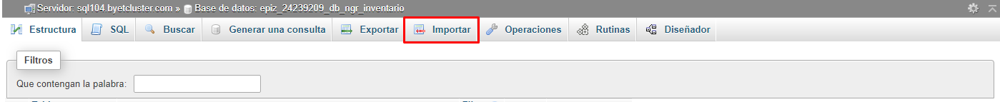 Servidor: sql104.byetcluster.com » Base de datos: epiz_24239209_db_ngr_inventario
Estructura SQL Buscar Generar una consulta Exportar Importar Operaciones Rutinas Diseñador
Filtros
Que contengan la palabra: